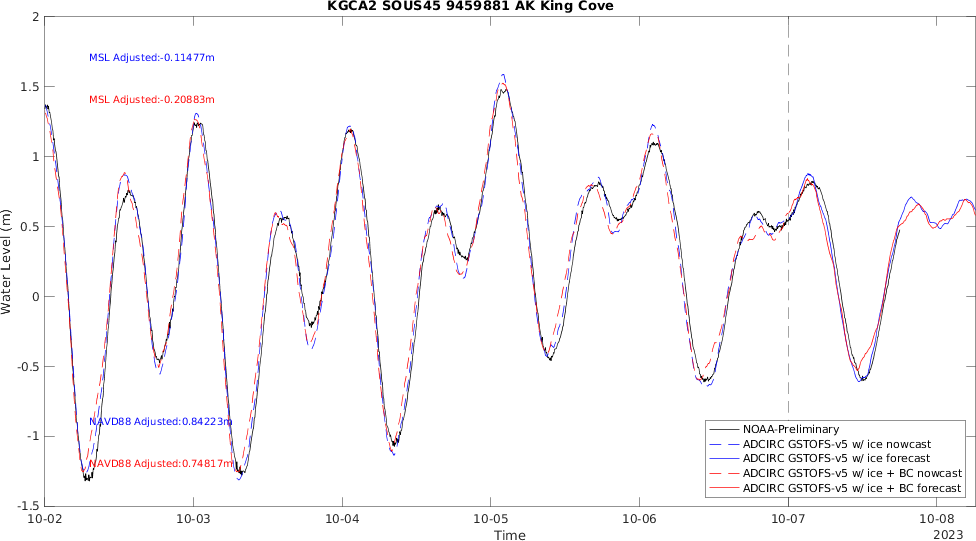 KGCA2 SOUS45 9459881 AK King Cove
2
1.5
1
0.5
0
-0.5
-1
-1.5
Water Level (m)
MSL Adjusted:-0.11477m
MSL Adjusted:-0.20883m
NAVD88 Adjusted:0.84223m
NAVD88 Adjusted:0.74817m
NOAA-Preliminary
ADCIRC GSTOFS-v5 w/ ice nowcast
ADCIRC GSTOFS-v5 w/ ice forecast
ADCIRC GSTOFS-v5 w/ ice + BC nowcast
ADCIRC GSTOFS-v5 w/ ice + BC forecast
10-02 10-03 10-04 10-05 10-06 10-07 10-08
Time
2023